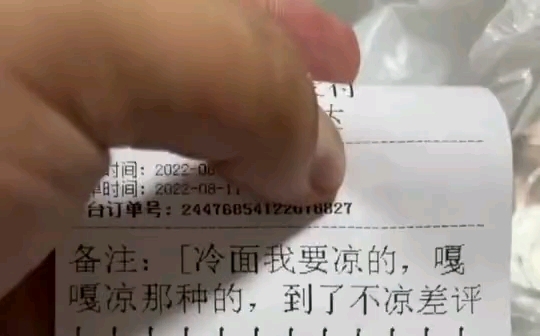 时间：2022-08
时间：2022-08-1
台订单号：24476854122618827
备注：[冷面我要凉的，嘎
嘎凉那种的，到了不凉差评